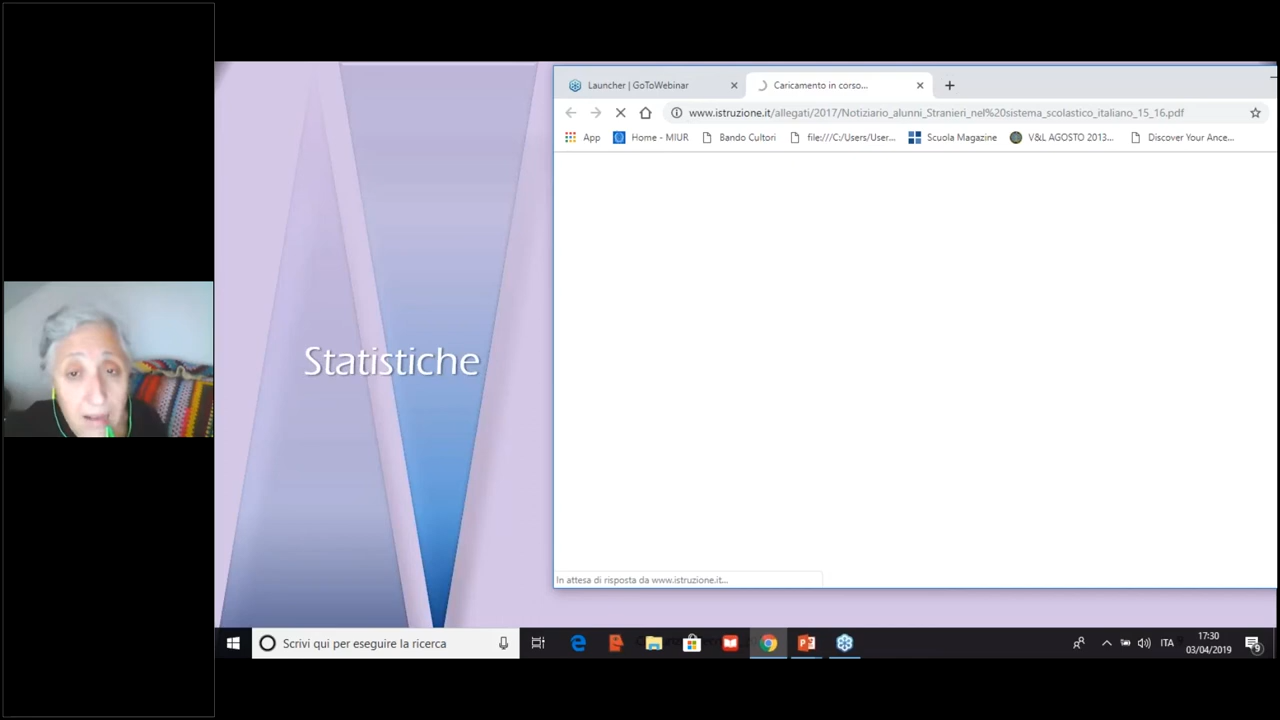 Launcher | GoToWebinar
Caricamento in corso...
www.istruzione.it/allegati/2017/Notiziario_alunni_Stranieri_nel%20sistema_scolastico_italiano_15_16.pdf
App
Home - MIUR
Bando Cultori
file:///C:/Users/User...
Scuola Magazine
V&L AGOSTO 2013...
Discover Your Ance...
Statistiche
In attesa di risposta da www.istruzione.it...
Scrivi qui per eseguire la ricerca
ITA
17:30
03/04/2019
9